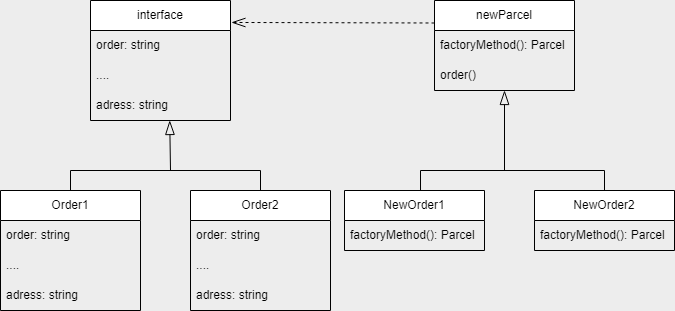 interface
order: string
....
adress: string
newParcel
factoryMethod(): Parcel
order()
Order1
order: string
....
adress: string
Order2
order: string
....
adress: string
NewOrder1
factoryMethod(): Parcel
NewOrder2
factoryMethod(): Parcel